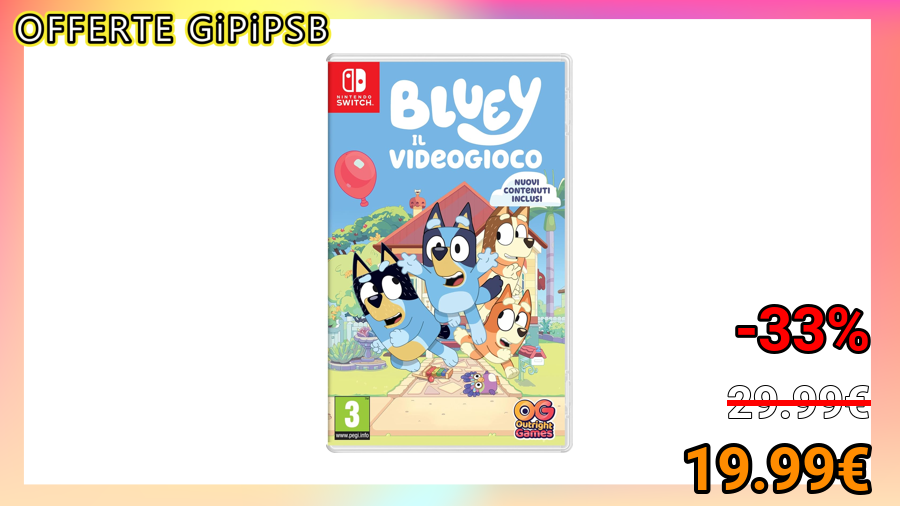 OFFERTE GiPiPSB
NINTENDO
SWITCH.
BLUEY
IL
VIDEOGIOCO
NUOVI
CONTENUTI
INCLUSI
3
www.pegi.info
OG
Outright
Games
-33%
29.99€
19.99€